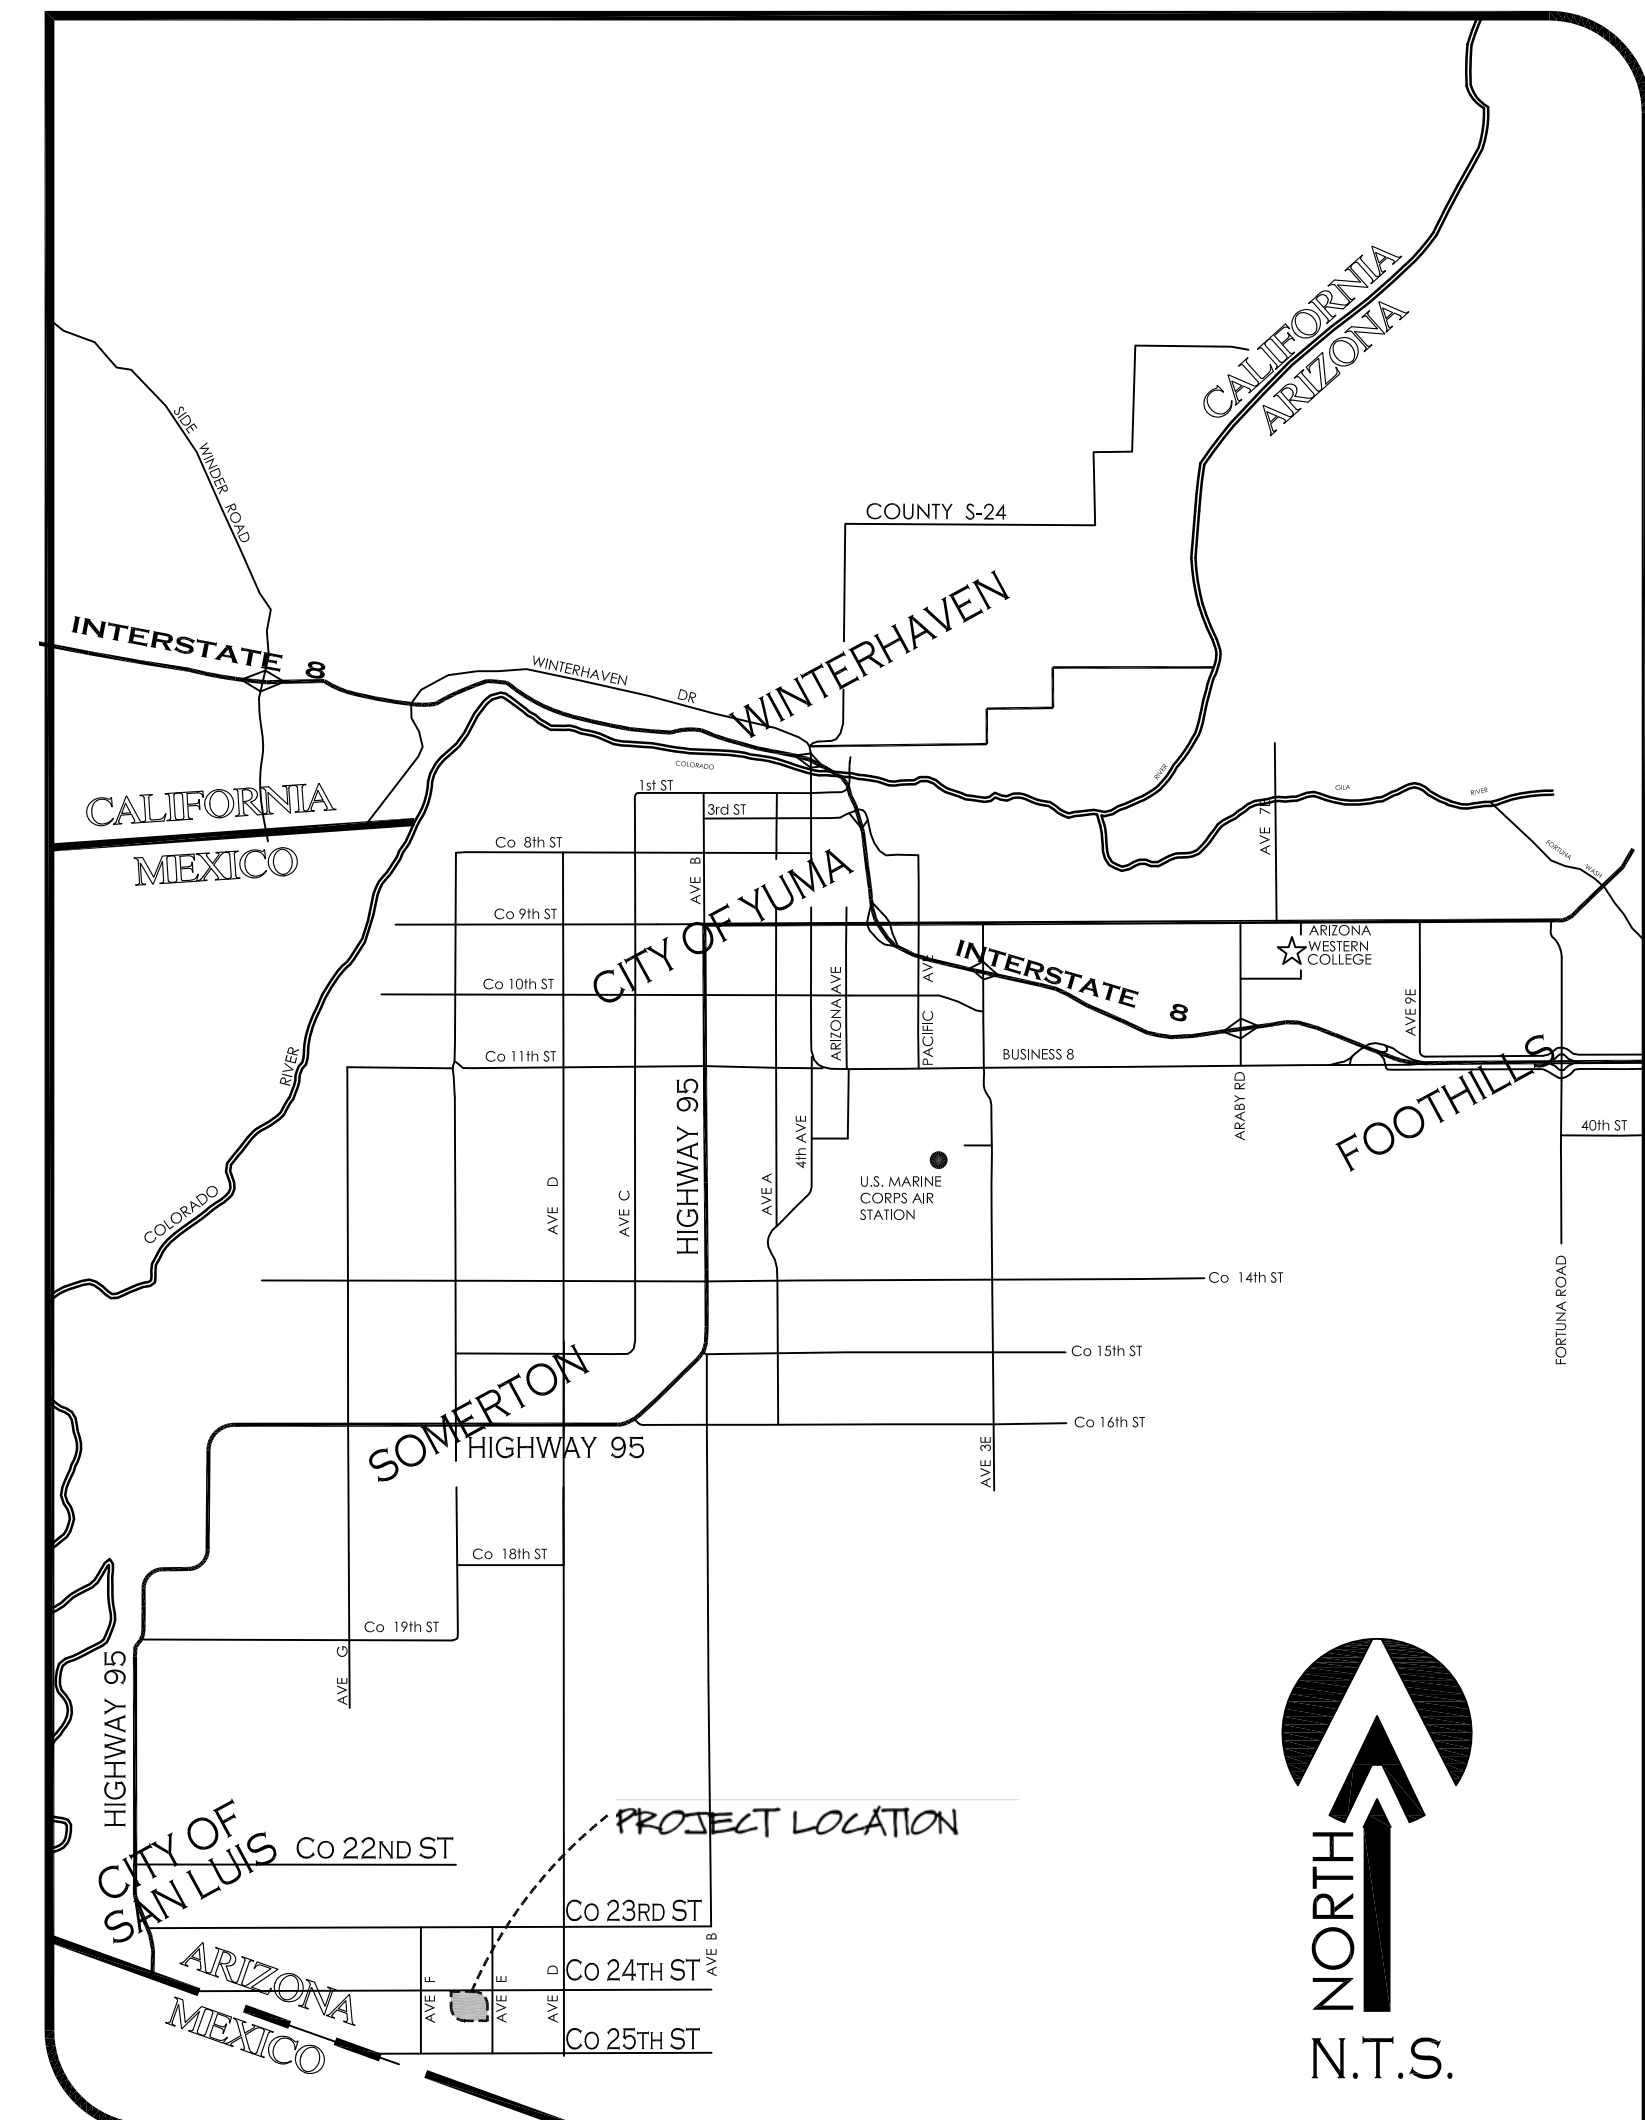 CALIFORNIA
ARIZONA
SIDE WINDER ROAD
COUNTY S-24
WINTERHAVEN
INTERSTATE 8
WINTERHAVEN DR
COLORADO
RIVER
1st ST
3rd ST
GILA RIVER
AVE 7E
CALIFORNIA
MEXICO
Co 8th ST
AVE B
CITY OF YUMA
FORTUNA WASH
Co 9th ST
ARIZONA
WESTERN
COLLEGE
INTERSTATE 8
Co 10th ST
ARIZONA AVE
PACIFIC AVE
AVE 9E
RIVER
Co 11th ST
BUSINESS 8
FOOTHILLS
ARABY RD
40th ST
HIGHWAY 95
4th AVE
U.S. MARINE
CORPS AIR
STATION
COLORADO
AVE D
AVE C
AVE A
Co 14th ST
FORTUNA ROAD
Co 15th ST
SOMERTON
Co 16th ST
HIGHWAY 95
AVE 3E
Co 18th ST
Co 19th ST
AVE G
HIGHWAY 95
PROJECT LOCATION
CITY OF
SAN LUIS
CO 22ND ST
CO 23RD ST
AVE B
ARIZONA
MEXICO
CO 24TH ST
AVE F
AVE E
AVE D
CO 25TH ST
NORTH
N.T.S.